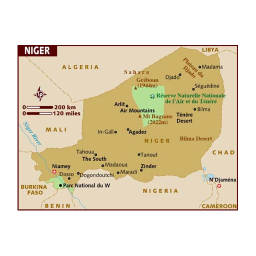 NIGER
LIBYA
ALGERIA
Sahara
Plateau du Djado
Madama
Djado
Gréboun
(1944m)
Séguédine
Réserve Naturelle Nationale
de l'Aïr et du Ténéré
0 200 km
0 120 miles
Arlit
Aïr Mountains
Bilma
Mt Bagzane
(2022m)
Ténéré
Desert
Niger River
MALI
In-Gall
Agadez
Bilma Desert
NIGER
Tahoua
The South
Tanout
CHAD
Niamey
Madaoua
Zinder
Dosso
Dogondoutchi
Maradi
N'Djaména
BURKINA
FASO
Parc National du W
NIGERIA
BENIN
CAMEROON